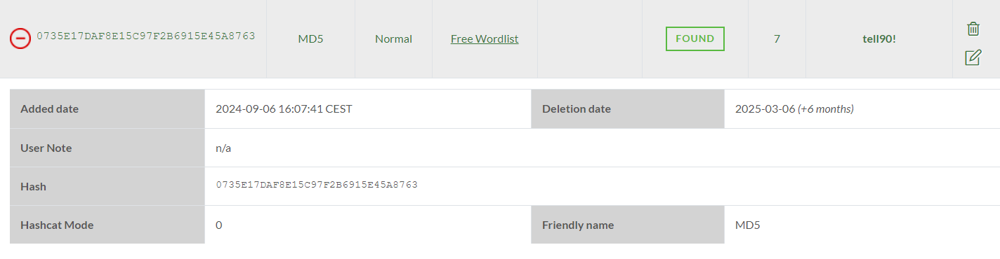 0735E17DAF8E15C97F2B6915E45A8763 MD5 Normal Free Wordlist FOUND 7 tell90!
Added date 2024-09-06 16:07:41 CEST Deletion date 2025-03-06 (+6 months)
User Note n/a
Hash 0735E17DAF8E15C97F2B6915E45A8763
Hashcat Mode 0 Friendly name MD5